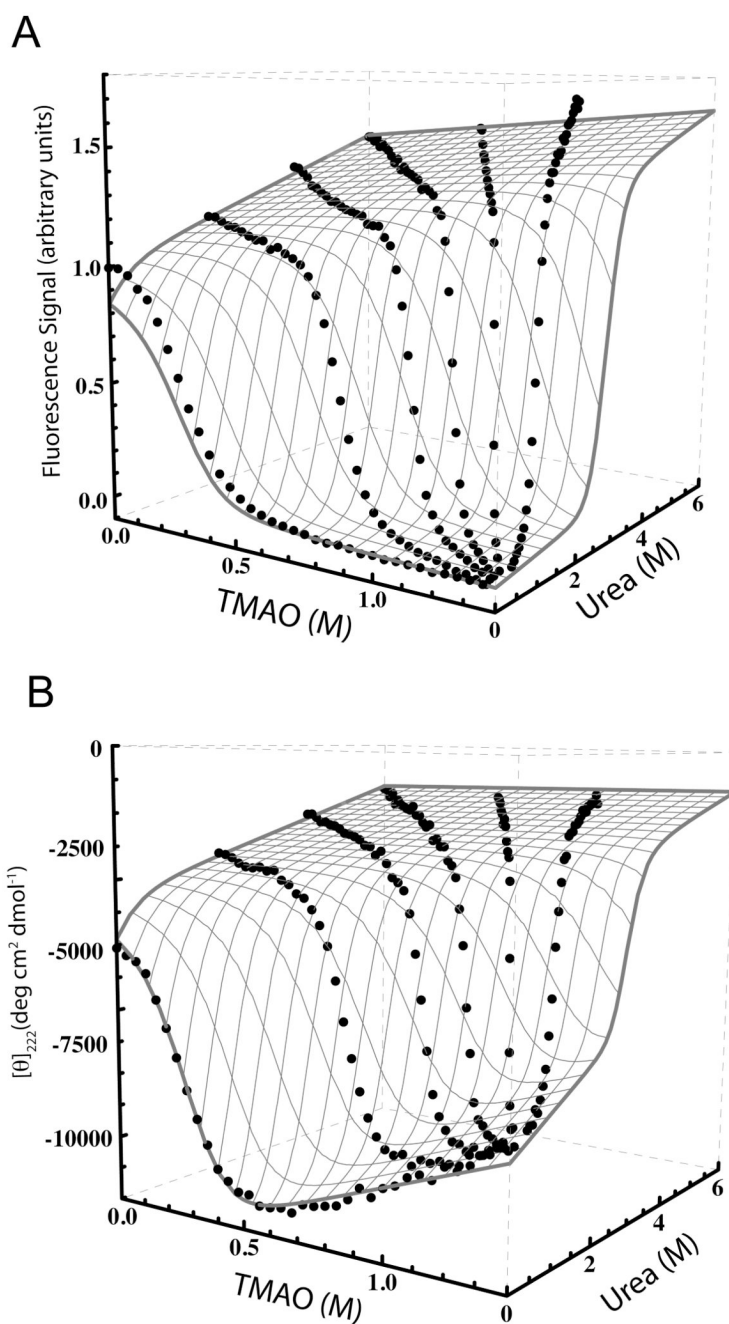 A
Fluorescence Signal (arbitrary units)
1.5
1.0
0.5
0.0
0.0
0.5
1.0
TMAO (M)
0
2
4
6
Urea (M)
B
[θ]₂₂₂(deg cm² dmol⁻¹)
0
-2500
-5000
-7500
-10000
0.0
0.5
1.0
TMAO (M)
0
2
4
6
Urea (M)